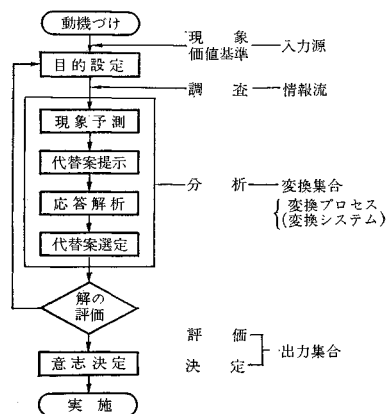 動機づけ
現象
価値基準
入力源
目的設定
調査
情報流
現象予測
代替案提示
分析
変換集合
応答解析
変換プロセス
(変換システム)
代替案選定
解の
評価
評価
出力集合
意志決定
決定
実施